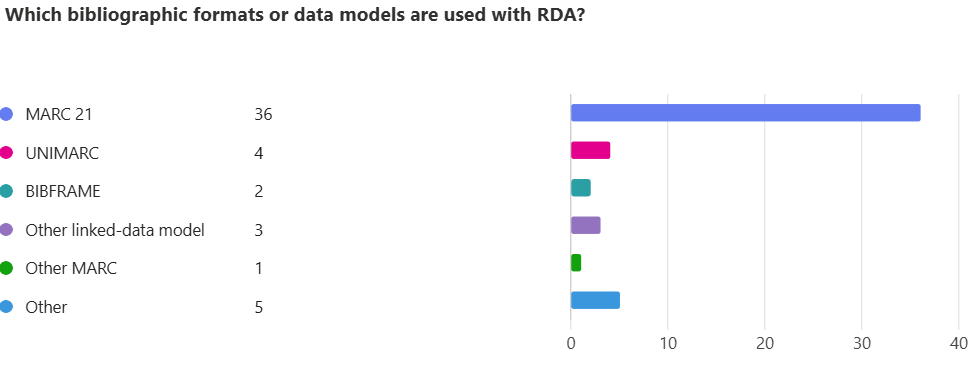 Which bibliographic formats or data models are used with RDA?
MARC 21 36
UNIMARC 4
BIBFRAME 2
Other linked-data model 3
Other MARC 1
Other 5
0 10 20 30 40